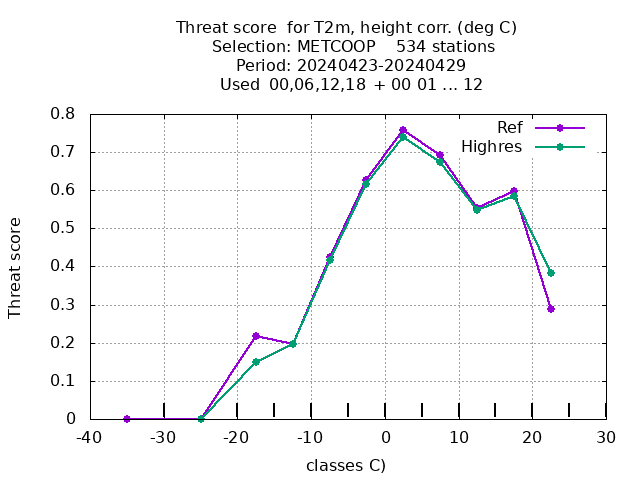 Threat score  for T2m, height corr. (deg C)
Selection: METCOOP    534 stations
Period: 20240423-20240429
Used  00,06,12,18  + 00 01 ... 12
Ref
Highres
Threat score
0.8
0.7
0.6
0.5
0.4
0.3
0.2
0.1
0
-40 -30 -20 -10 0 10 20 30
classes C)